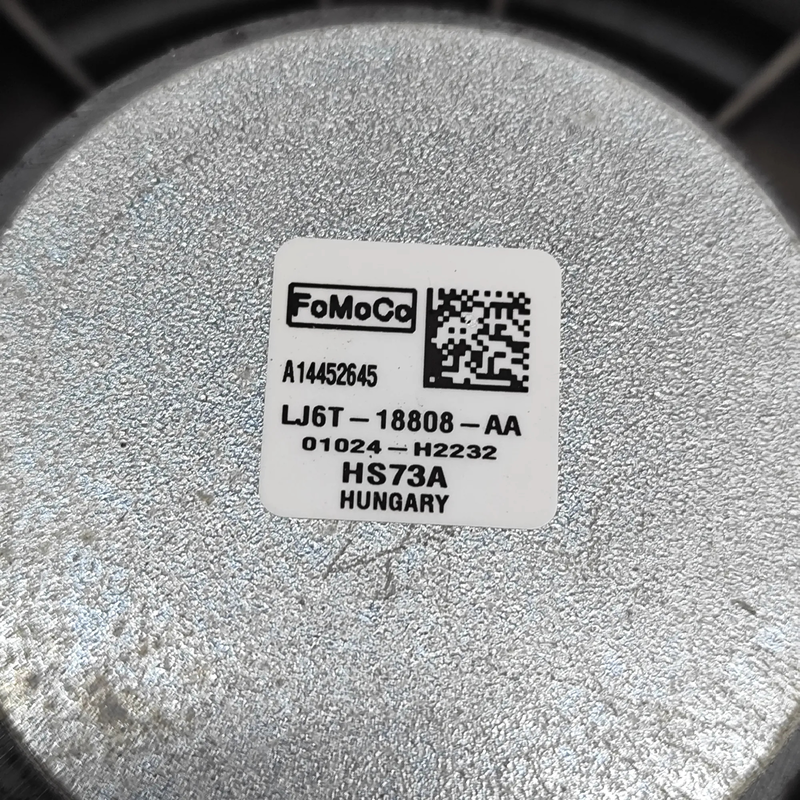 FoMoCo
A14452645
LJ6T-18808-AA
01024-H2232
HS73A
HUNGARY